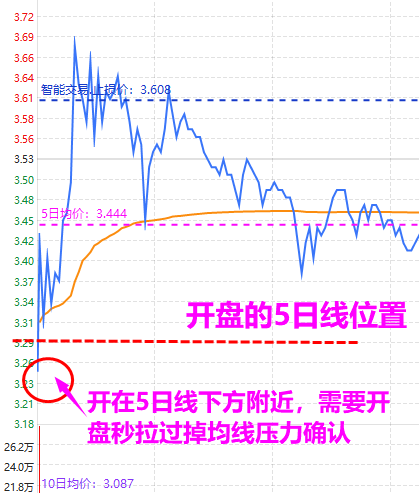 3.72
3.69
3.66
智能交易.止损价：3.608
3.64
3.61
3.58
3.56
3.53
3.50
3.48
5日均价：3.444
3.45
3.42
3.40
3.37
3.34
开盘的5日线位置
3.31
3.29
3.26
3.23
开在5日线下方附近，需要开
3.21
盘秒拉过掉均线压力确认
3.18
26.2万
24.0万
10日均价：3.087
21.8万